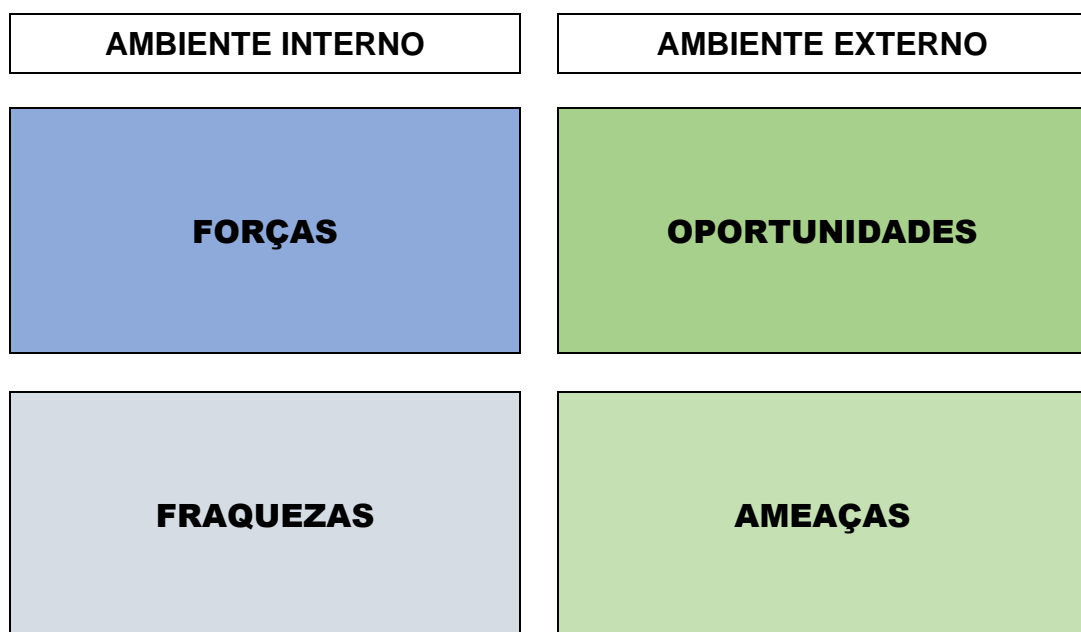 AMBIENTE INTERNO
AMBIENTE EXTERNO
FORÇAS
OPORTUNIDADES
FRAQUEZAS
AMEAÇAS